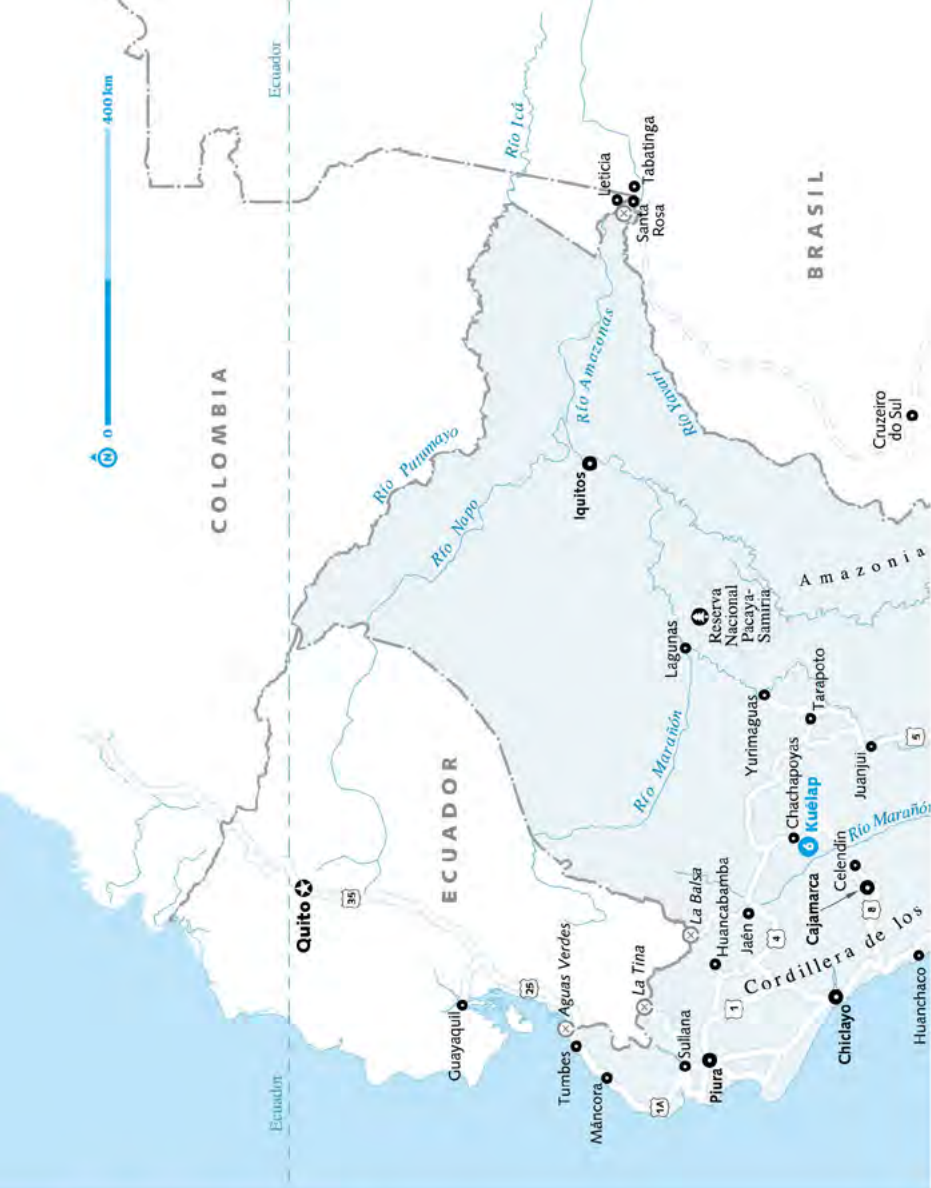 0 400 km
N
COLOMBIA
Ecuador
Ecuador
Quito
35
Río Putumayo
Río Napo
ECUADOR
Guayaquil
Río Icá
25
Aguas Verdes
Tumbes
Máncora
Iquitos
Río Amazonas
Leticia
Tabatinga
Santa
Rosa
La Tina
Río Yavarí
Río Marañón
Lagunas
Reserva
Nacional
Pacaya-
Samiria
Sullana
1A
La Balsa
Piura
Huancabamba
1
Jaén
4
Yurimaguas
Chachapoyas
Kuélap
Tarapoto
BRASIL
Amazonia
Cordillera de los
Cajamarca
Celendín
8
Río Marañón
Juanjui
5
Chiclayo
Cruzeiro
do Sul
Huanchaco